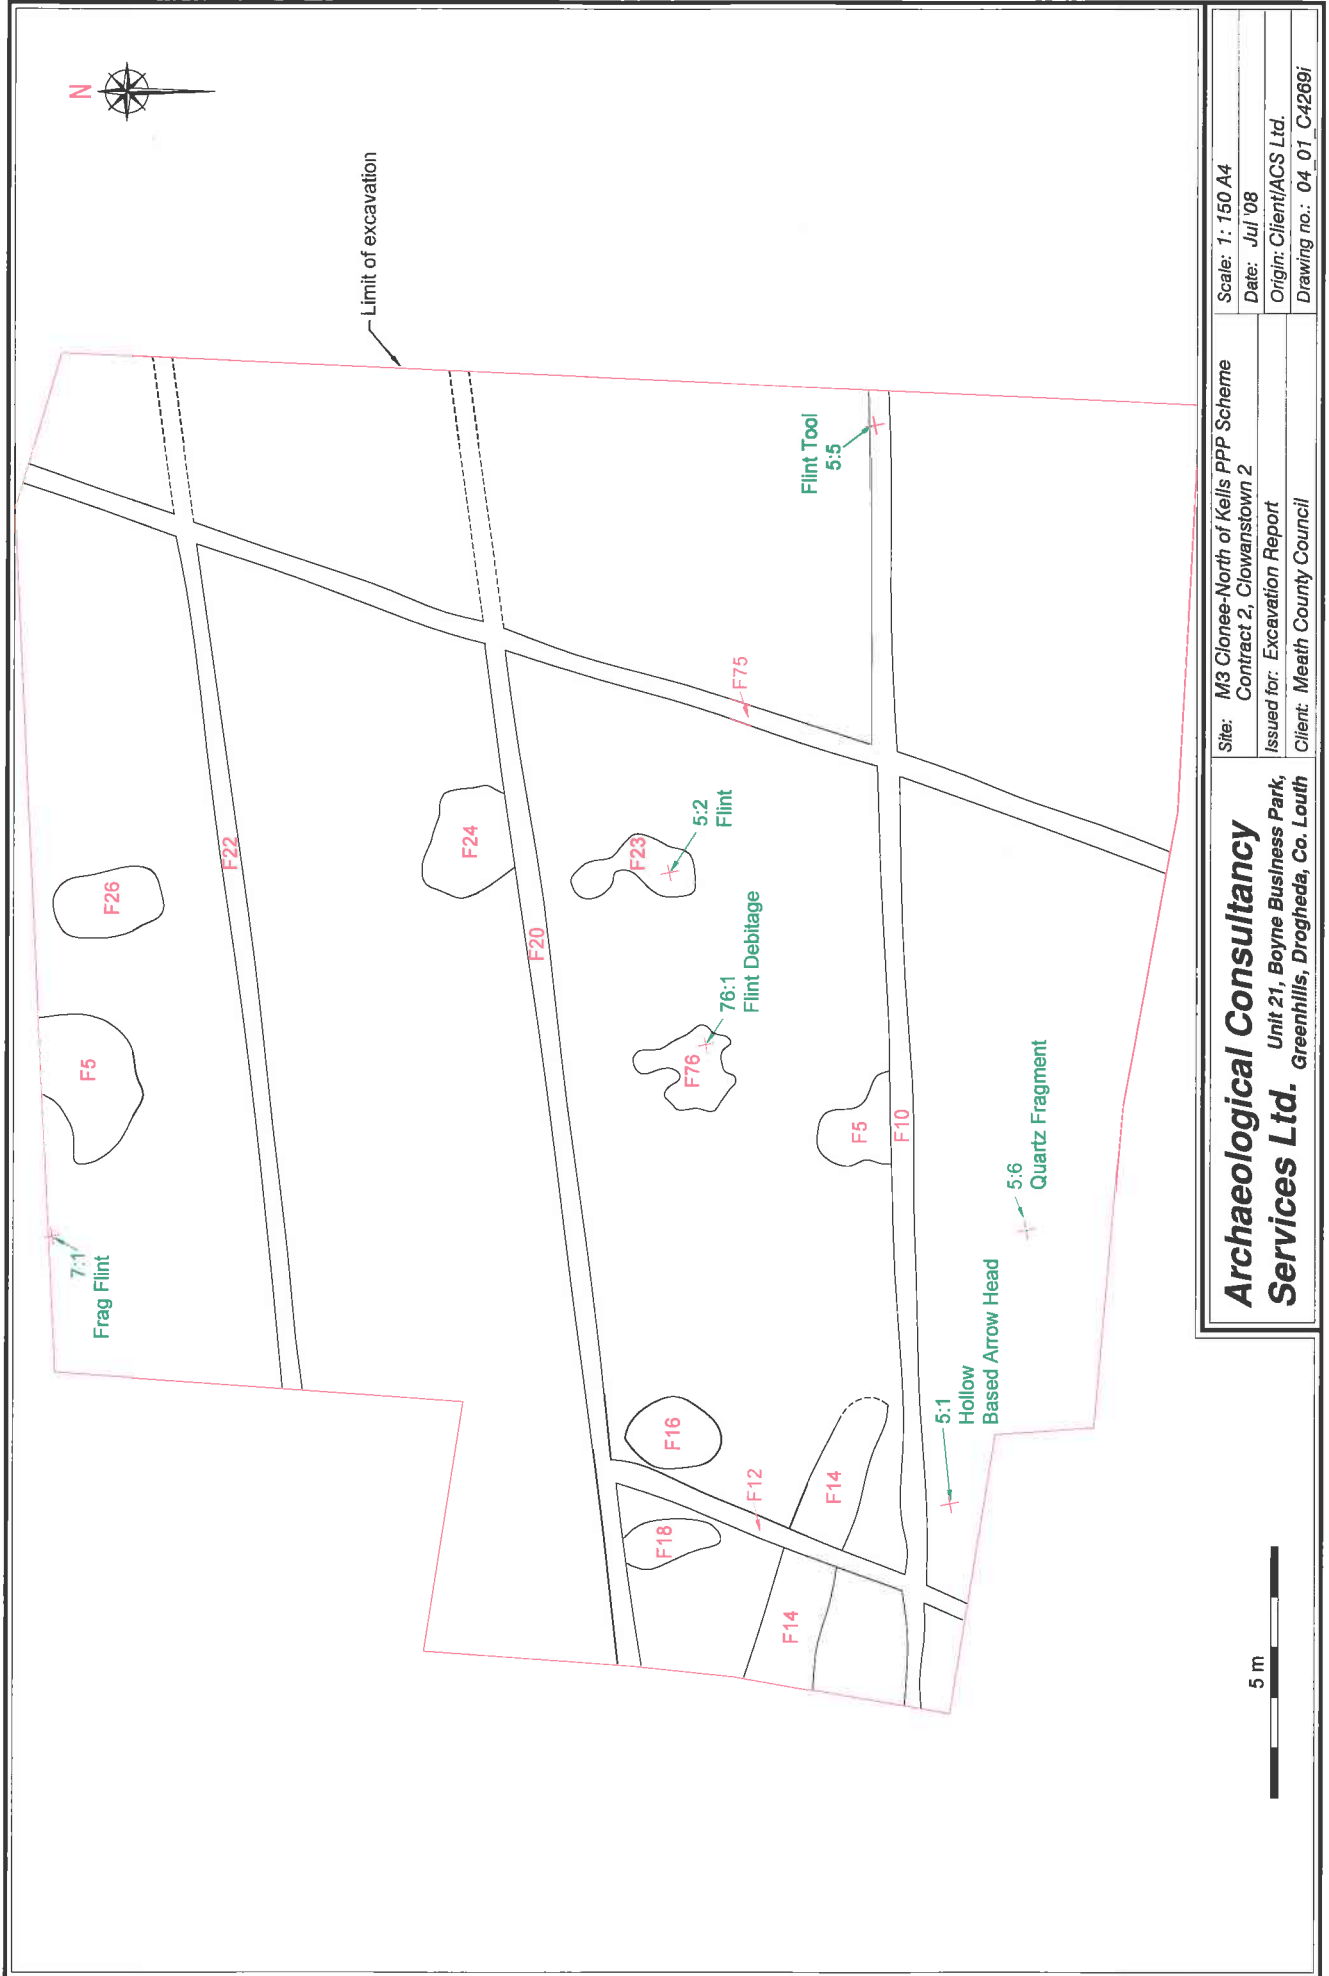 N
Limit of excavation
7:1
Frag Flint
F5
F26
F22
F24
F20
F23
5:2
Flint
F76
76:1
Flint Debitage
F75
Flint Tool
5:5
F5
F10
F16
F18
F12
F14
F14
5:1
Hollow
Based Arrow Head
5:6
Quartz Fragment
5 m
Archaeological Consultancy
Services Ltd.
Unit 21, Boyne Business Park,
Greenhills, Drogheda, Co. Louth
Site: M3 Clonee-North of Kells PPP Scheme
Contract 2, Clowanstown 2
Issued for: Excavation Report
Client: Meath County Council
Scale: 1: 150 A4
Date: Jul '08
Origin: Client/ACS Ltd.
Drawing no.: 04_01_C4269i